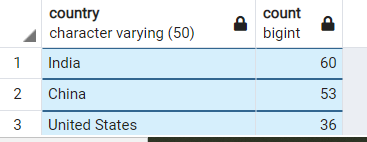 country count
character varying (50) bigint
1 India 60
2 China 53
3 United States 36